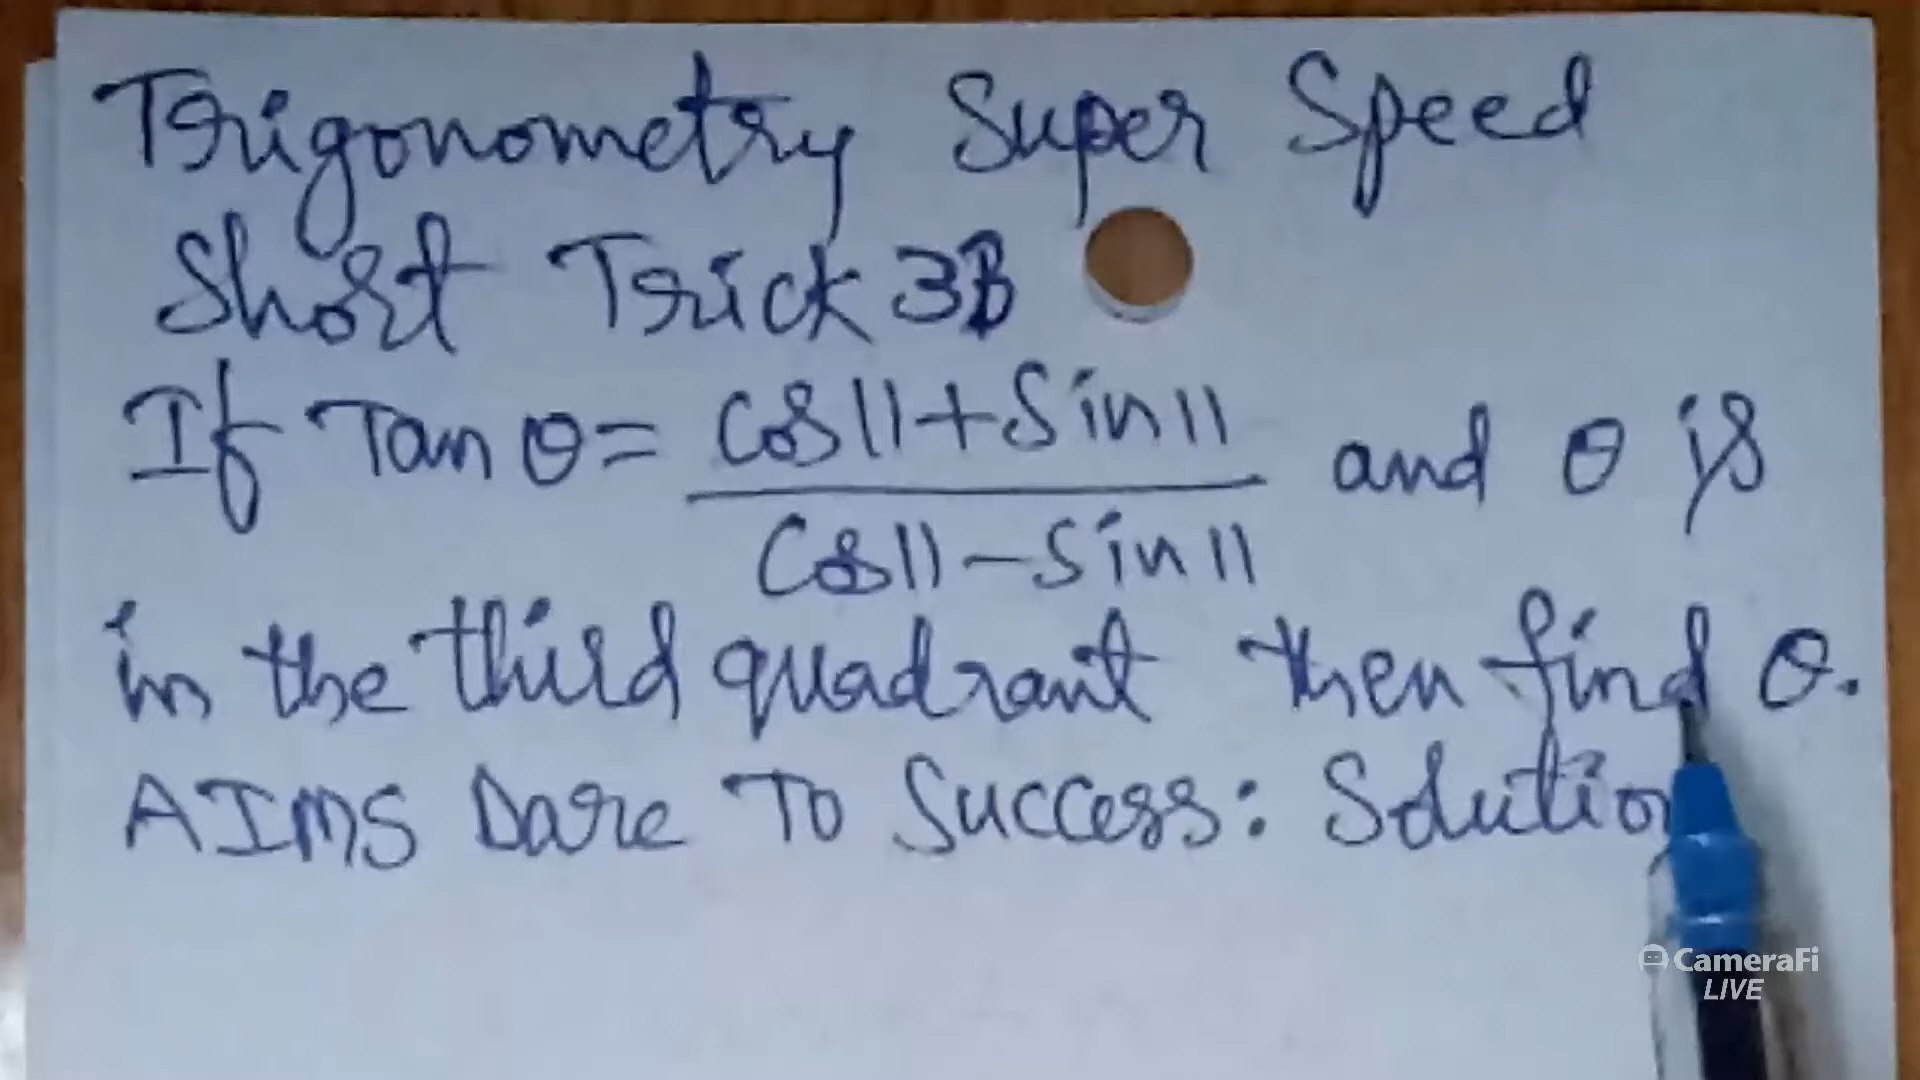 Trigonometry Super Speed
Short Trick 3B
If Tan θ = (Cos11+Sin11)/(Cos11-Sin11) and θ is
in the third quadrant then find θ.
AIMS Dare To Success: Solution
CameraFi
LIVE